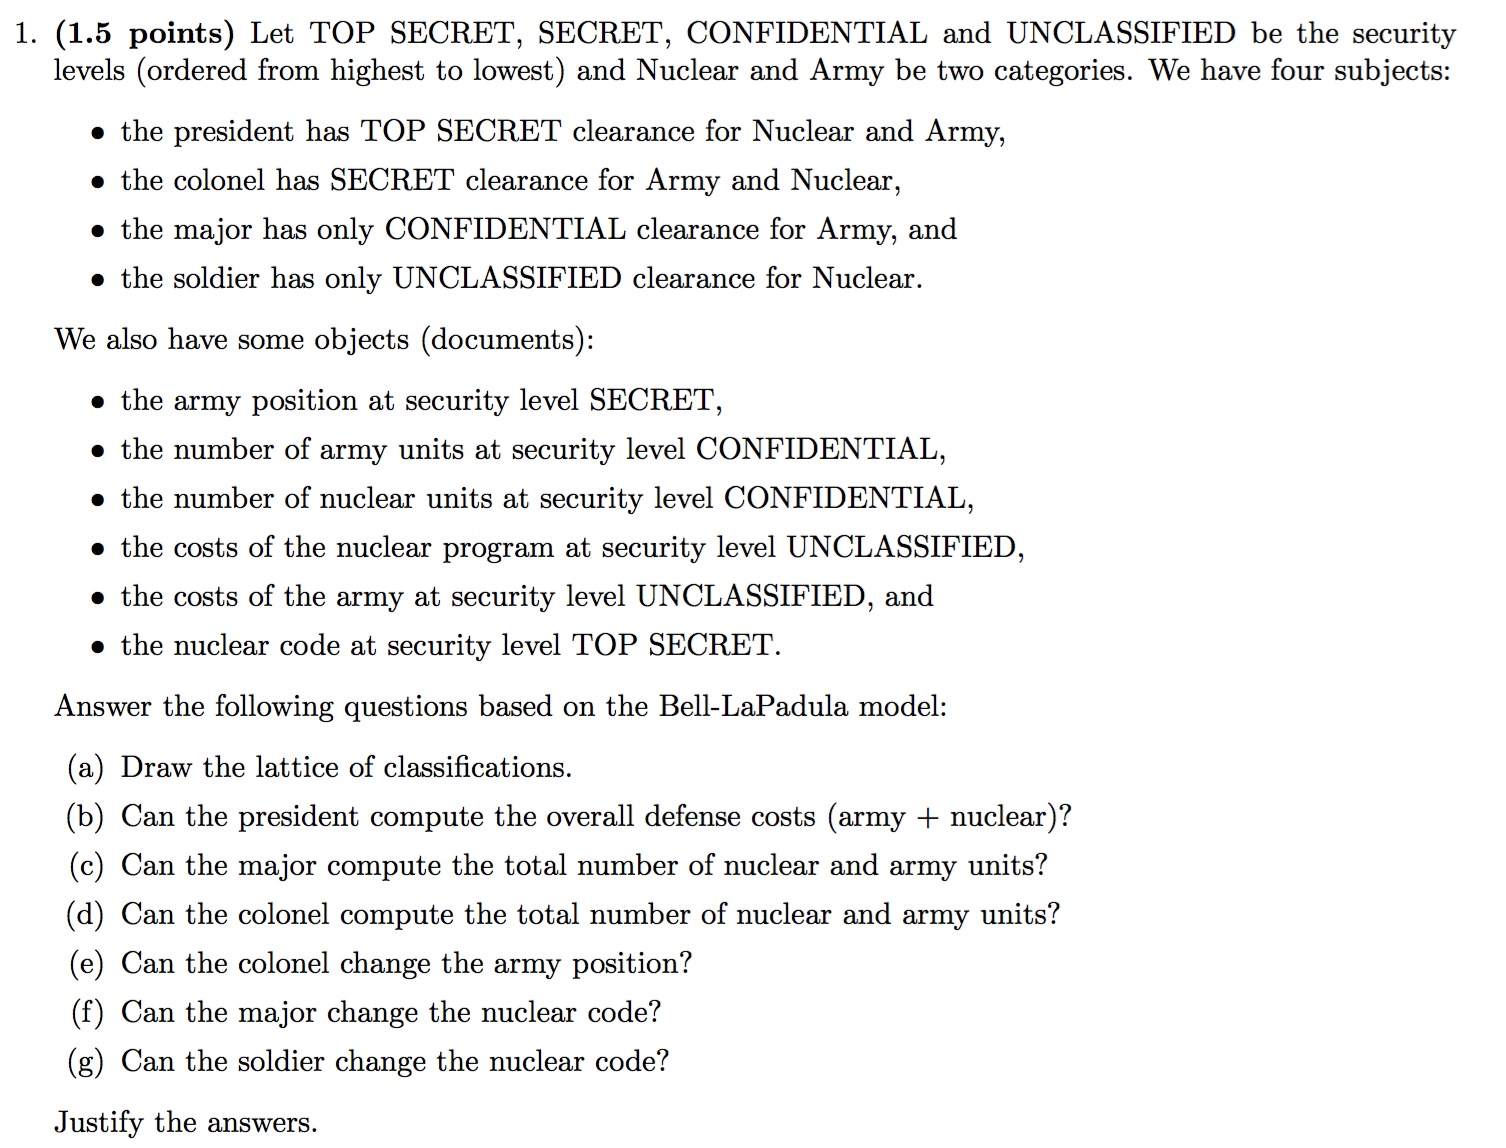 1. (1.5 points) Let TOP SECRET, SECRET, CONFIDENTIAL and UNCLASSIFIED be the security
levels (ordered from highest to lowest) and Nuclear and Army be two categories. We have four subjects:
• the president has TOP SECRET clearance for Nuclear and Army,
• the colonel has SECRET clearance for Army and Nuclear,
• the major has only CONFIDENTIAL clearance for Army, and
• the soldier has only UNCLASSIFIED clearance for Nuclear.
We also have some objects (documents):
• the army position at security level SECRET,
• the number of army units at security level CONFIDENTIAL,
• the number of nuclear units at security level CONFIDENTIAL,
• the costs of the nuclear program at security level UNCLASSIFIED,
• the costs of the army at security level UNCLASSIFIED, and
• the nuclear code at security level TOP SECRET.
Answer the following questions based on the Bell-LaPadula model:
(a) Draw the lattice of classifications.
(b) Can the president compute the overall defense costs (army + nuclear)?
(c) Can the major compute the total number of nuclear and army units?
(d) Can the colonel compute the total number of nuclear and army units?
(e) Can the colonel change the army position?
(f) Can the major change the nuclear code?
(g) Can the soldier change the nuclear code?
Justify the answers.